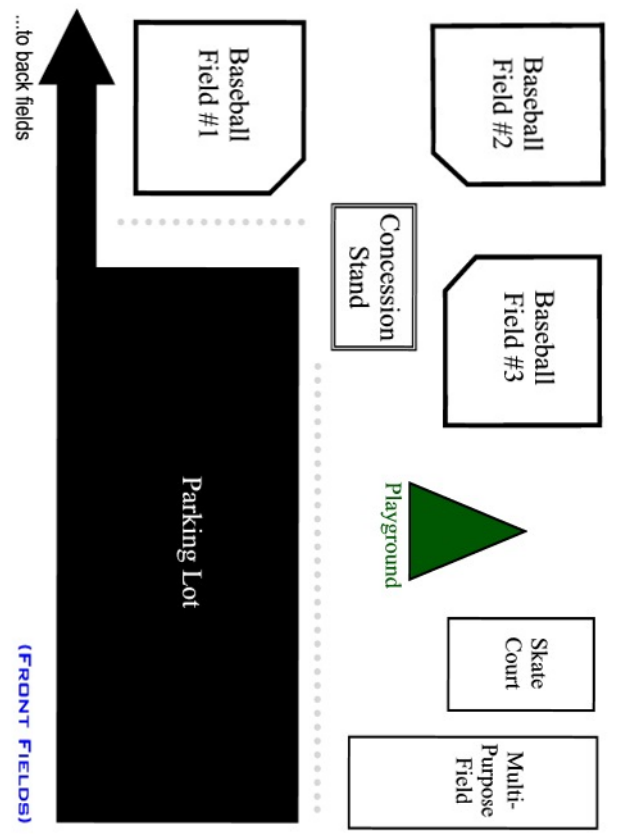 Baseball
Field #2
Baseball
Field #3
Skate
Court
Multi-
Purpose
Field
Concession
Stand
Playground
Baseball
Field #1
Parking Lot
...to back fields
(FRONT FIELDS)